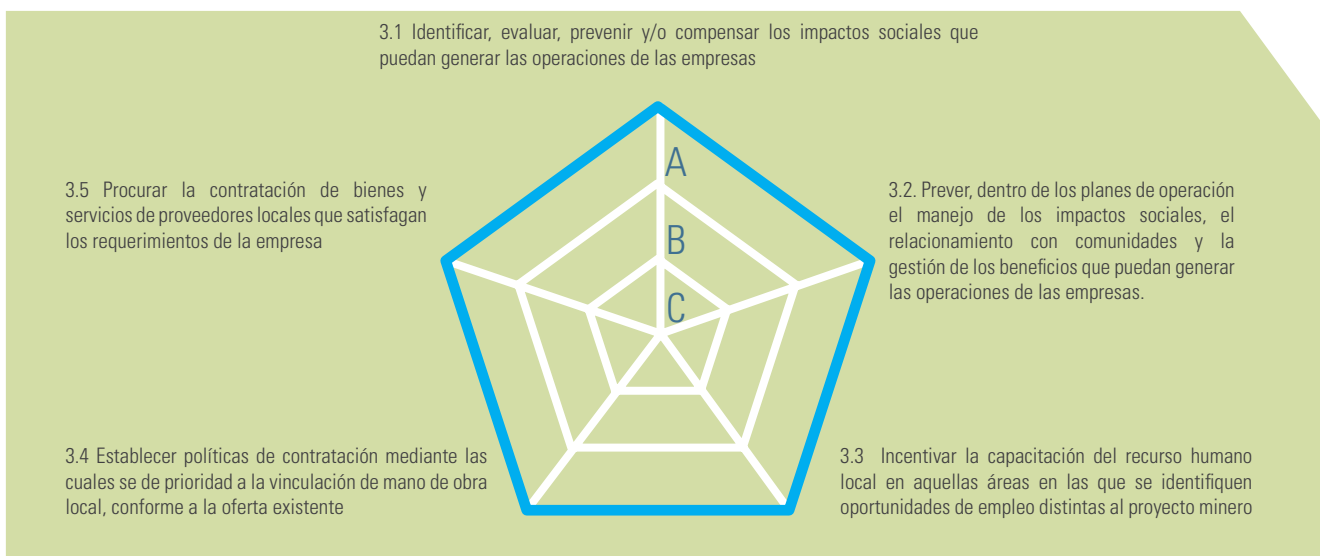 3.1 Identificar, evaluar, prevenir y/o compensar los impactos sociales que
puedan generar las operaciones de las empresas
A
B
C
3.5 Procurar la contratación de bienes y
servicios de proveedores locales que satisfagan
los requerimientos de la empresa
3.2. Prever, dentro de los planes de operación
el manejo de los impactos sociales, el
relacionamiento con comunidades y la
gestión de los beneficios que puedan generar
las operaciones de las empresas.
3.4 Establecer políticas de contratación mediante las
cuales se de prioridad a la vinculación de mano de obra
local, conforme a la oferta existente
3.3 Incentivar la capacitación del recurso humano
local en aquellas áreas en las que se identifiquen
oportunidades de empleo distintas al proyecto minero